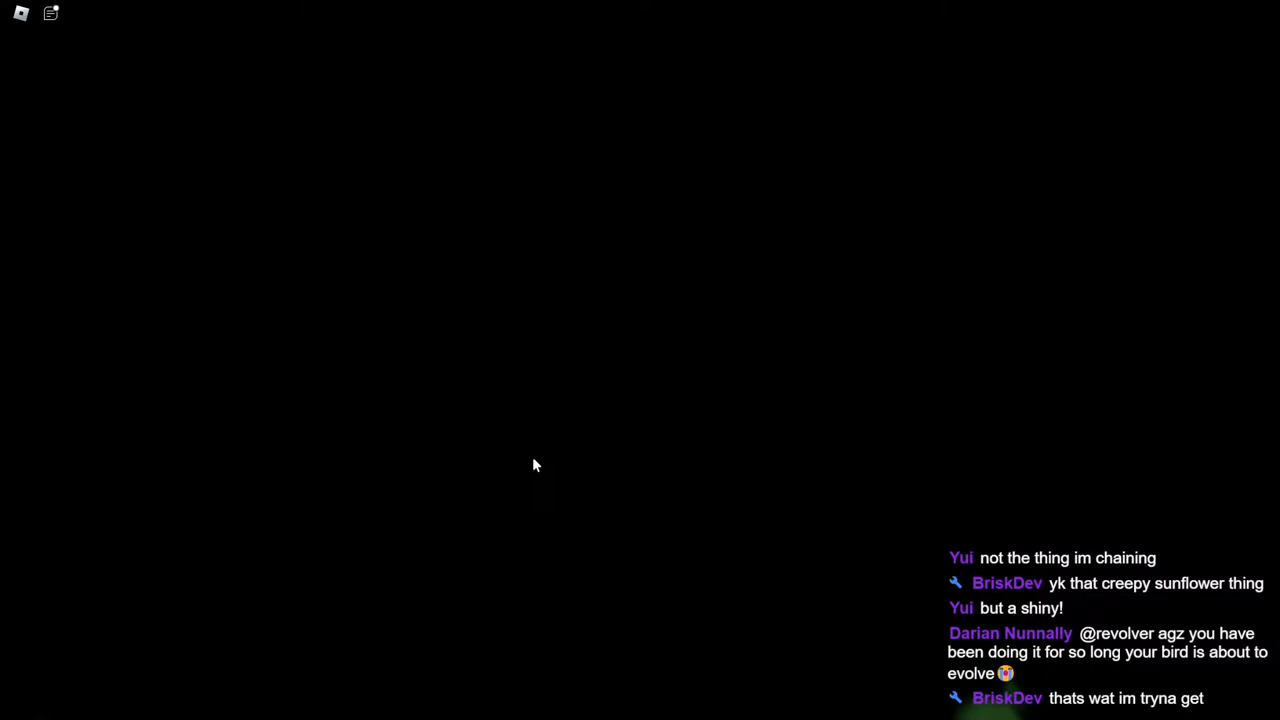 Yui not the thing im chaining
BriskDev yk that creepy sunflower thing
Yui but a shiny!
Darian Nunnally @revolver agz you have
been doing it for so long your bird is about to
evolve😭
BriskDev thats wat im tryna get